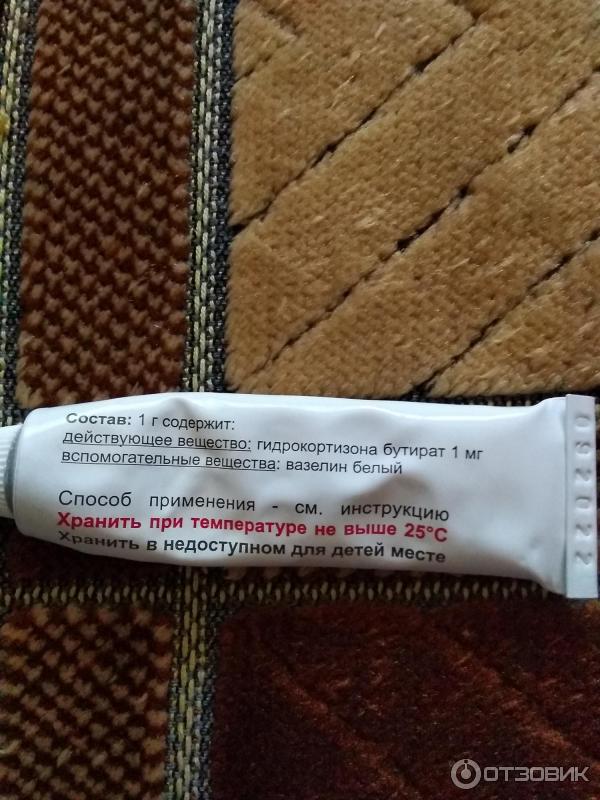 Состав: 1 г содержит:
действующее вещество: гидрокортизона бутират 1 мг
вспомогательные вещества: вазелин белый
Способ применения - см. инструкцию
Хранить при температуре не выше 25°С
Хранить в недоступном для детей месте
092022
ОТЗОВИК